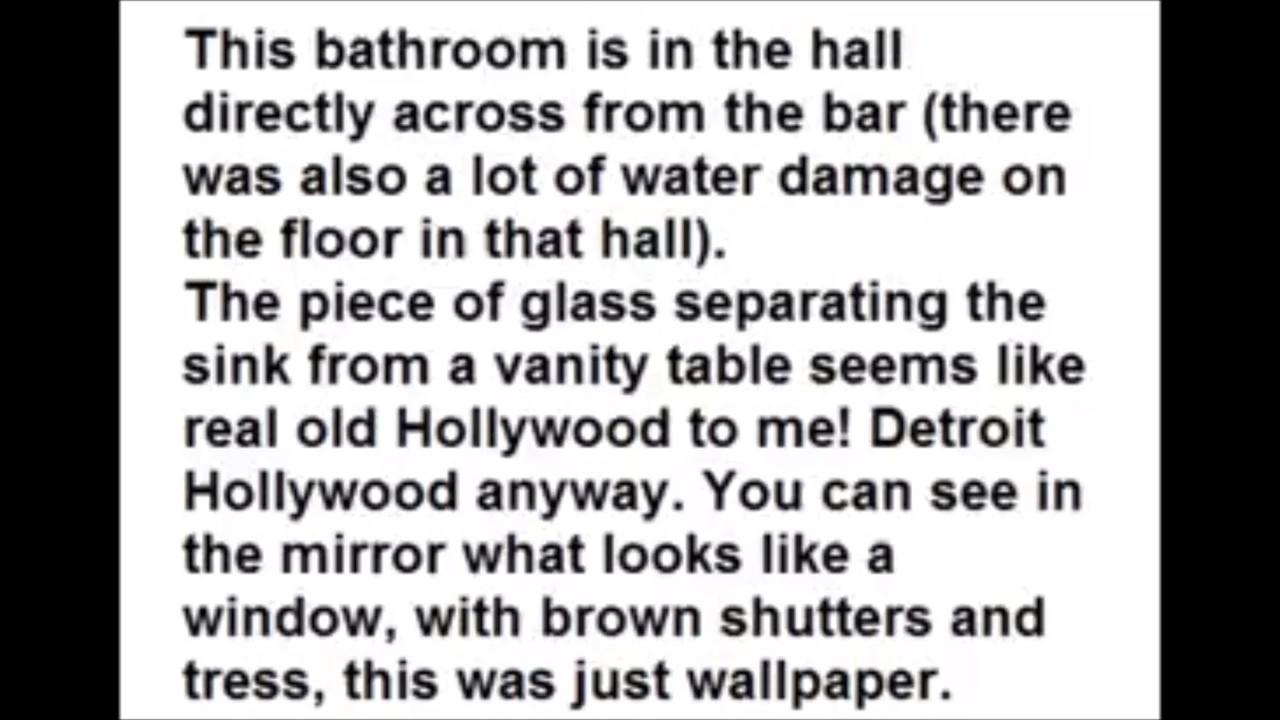 This bathroom is in the hall
directly across from the bar (there
was also a lot of water damage on
the floor in that hall).
The piece of glass separating the
sink from a vanity table seems like
real old Hollywood to me! Detroit
Hollywood anyway. You can see in
the mirror what looks like a
window, with brown shutters and
tress, this was just wallpaper.